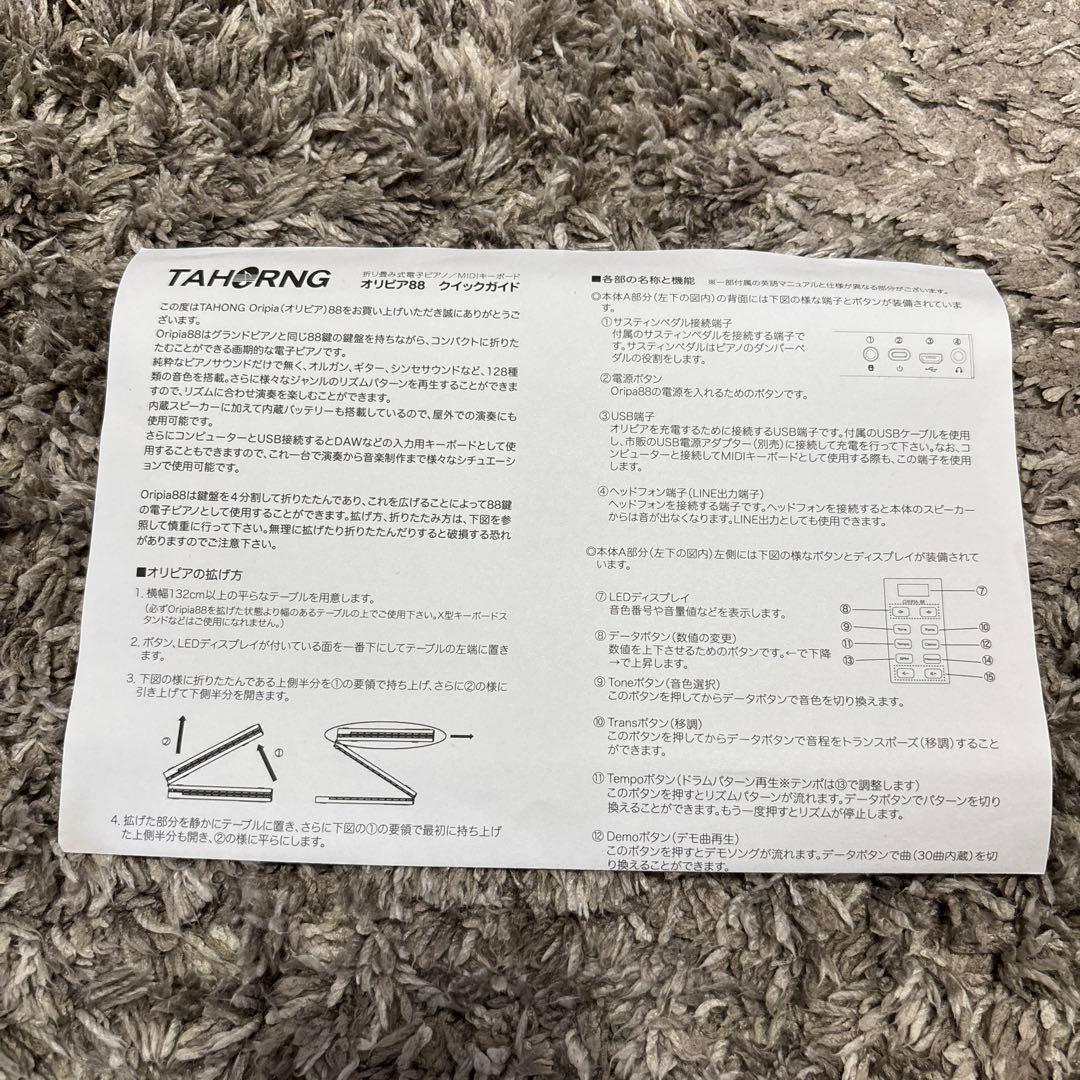 TAHORNG
折り畳み式電子ピアノ/MIDIキーボード
オリピア88 クイックガイド
この度はTAHONG Oripia(オリピア)88をお買い上げいただき誠にありがとうご
ざいます。
Oripia88はグランドピアノと同じ88鍵の鍵盤を持ちながら、コンパクトに折りた
たむことができる画期的な電子ピアノです。
純粋なピアノサウンドだけで無く、オルガン、ギター、シンセサウンドなど、128種
類の音色を搭載。さらに様々なジャンルのリズムパターンを再生することができま
すので、リズムに合わせ演奏を楽しむことができます。
内蔵スピーカーに加えて内蔵バッテリーも搭載しているので、屋外での演奏にも
使用可能です。
さらにコンピューターとUSB接続するとDAWなどの入力用キーボードとして使
用することもできますので、これ一台で演奏から音楽制作まで様々なシチュエーシ
ョンで使用可能です。
Oripia88は鍵盤を4分割して折りたたんであり、これを広げることによって88鍵
の電子ピアノとして使用することができます。拡げ方、折りたたみ方は、下図を参
照して慎重に行って下さい。無理に拡げたり折りたたんだりすると破損する恐れ
がありますのでご注意下さい。
■オリピアの拡げ方
1. 横幅132cm以上の平らなテーブルを用意します。
(必ずOripia88を拡げた状態より幅のあるテーブルの上でご使用下さい。X型キーボードス
タンドなどはご使用になれません。)
2. ボタン、LEDディスプレイが付いている面を一番下にしてテーブルの左端に置き
ます。
3. 下図の様に折りたたんである上側半分を①の要領で持ち上げ、さらに②の様に
引き上げて下側半分を開きます。
②
①
4. 拡げた部分を静かにテーブルに置き、さらに下図の①の要領で最初に持ち上げ
た上側半分も開き、②の様に平らにします。
■各部の名称と機能 ※一部付属の英語マニュアルと仕様が異なる部分がございます。
◎本体A部分(左下の図内)の背面には下図の様な端子とボタンが装備されていま
す。
①サスティンペダル接続端子
付属のサスティンペダルを接続する端子で
す。サスティンペダルはピアノのダンパーペ
ダルの役割をします。
① ② ③ ④
②電源ボタン
Oripa88の電源を入れるためのボタンです。
③USB端子
オリピアを充電するために接続するUSB端子です。付属のUSBケーブルを使用
し、市販のUSB電源アダプター(別売)に接続して充電を行って下さい。なお、コ
ンピューターと接続してMIDIキーボードとして使用する際も、この端子を使用
します。
④ヘッドフォン端子(LINE出力端子)
ヘッドフォンを接続する端子です。ヘッドフォンを接続すると本体のスピーカー
からは音が出なくなります。LINE出力としても使用できます。
◎本体A部分(左下の図内)左側には下図の様なボタンとディスプレイが装備されて
います。
⑦LEDディスプレイ
音色番号や音量値などを表示します。
⑧データボタン(数値の変更)
数値を上下させるためのボタンです。←で下降
→で上昇します。
ORIPIA 88
Tone
Trans
Tempo
Demo
⑦
⑧
⑨ ⑩
⑪ ⑫
⑬ ⑭
⑮
⑨Toneボタン(音色選択)
このボタンを押してからデータボタンで音色を切り換えます。
⑩Transボタン(移調)
このボタンを押してからデータボタンで音程をトランスポーズ(移調)すること
ができます。
⑪Tempoボタン(ドラムパターン再生※テンポは⑬で調整します)
このボタンを押すとリズムパターンが流れます。データボタンでパターンを切り
換えることができます。もう一度押すとリズムが停止します。
⑫Demoボタン(デモ曲再生)
このボタンを押すとデモソングが流れます。データボタンで曲(30曲内蔵)を切
り換えることができます。